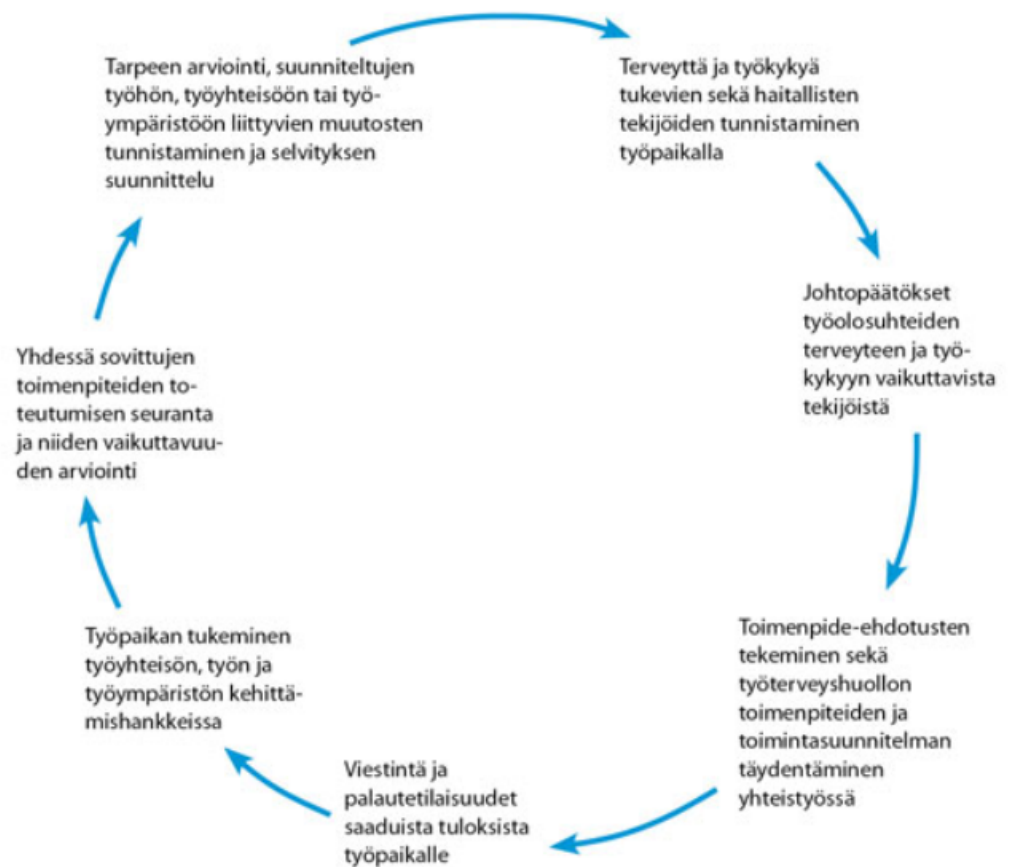 Tarpeen arviointi, suunniteltujen
työhön, työyhteisöön tai työ-
ympäristöön liittyvien muutosten
tunnistaminen ja selvityksen
suunnittelu
Terveyttä ja työkykyä
tukevien sekä haitallisten
tekijöiden tunnistaminen
työpaikalla
Johtopäätökset
työolosuhteiden
terveyteen ja työ-
kykyyn vaikuttavista
tekijöistä
Toimenpide-ehdotusten
tekeminen sekä
työterveyshuollon
toimenpiteiden ja
toimintasuunnitelman
täydentäminen
yhteistyössä
Viestintä ja
palautetilaisuudet
saaduista tuloksista
työpaikalle
Työpaikan tukeminen
työyhteisön, työn ja
työympäristön kehittä-
mishankkeissa
Yhdessä sovittujen
toimenpiteiden to-
teutumisen seuranta
ja niiden vaikuttavuu-
den arviointi